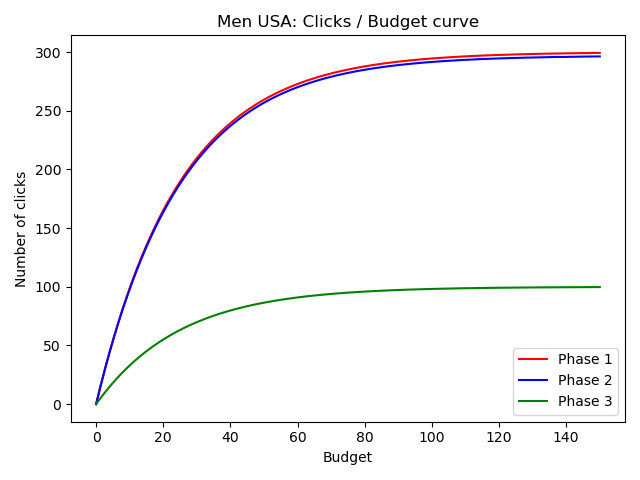 Men USA: Clicks / Budget curve
300
250
200
150
100
50
0
Number of clicks
0 20 40 60 80 100 120 140
Budget
Phase 1
Phase 2
Phase 3